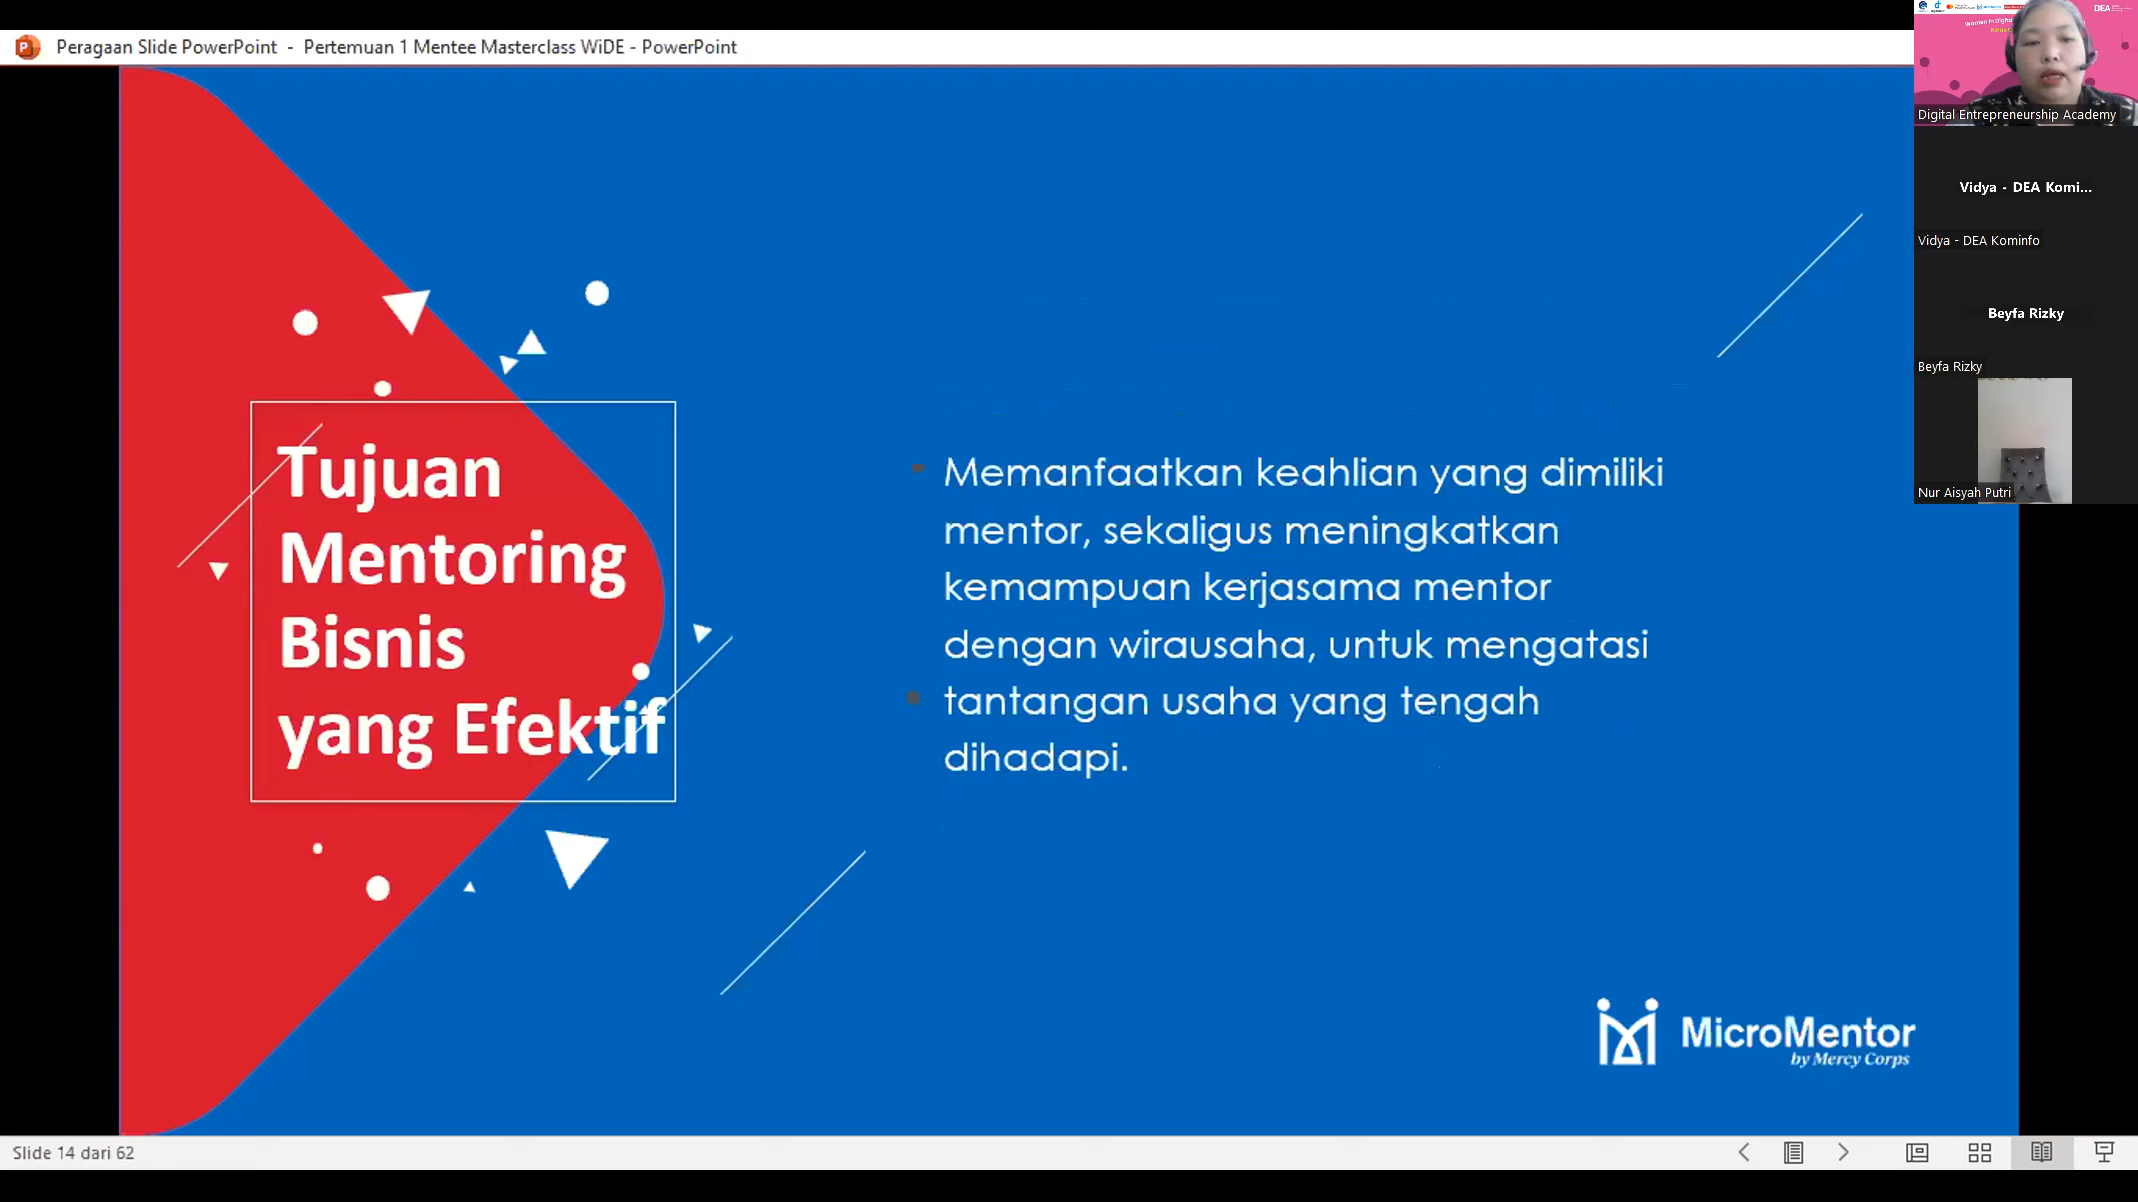 Peragaan Slide PowerPoint - Pertemuan 1 Mentee Masterclass WiDE - PowerPoint
DEA
Digital Entrepreneurship Academy
Vidya - DEA Komi...
Vidya - DEA Kominfo
Beyfa Rizky
Beyfa Rizky
Nur Aisyah Putri
Tujuan
Mentoring
Bisnis
yang Efektif
Memanfaatkan keahlian yang dimiliki
mentor, sekaligus meningkatkan
kemampuan kerjasama mentor
dengan wirausaha, untuk mengatasi
tantangan usaha yang tengah
dihadapi.
MicroMentor
by Mercy Corps
Slide 14 dari 62